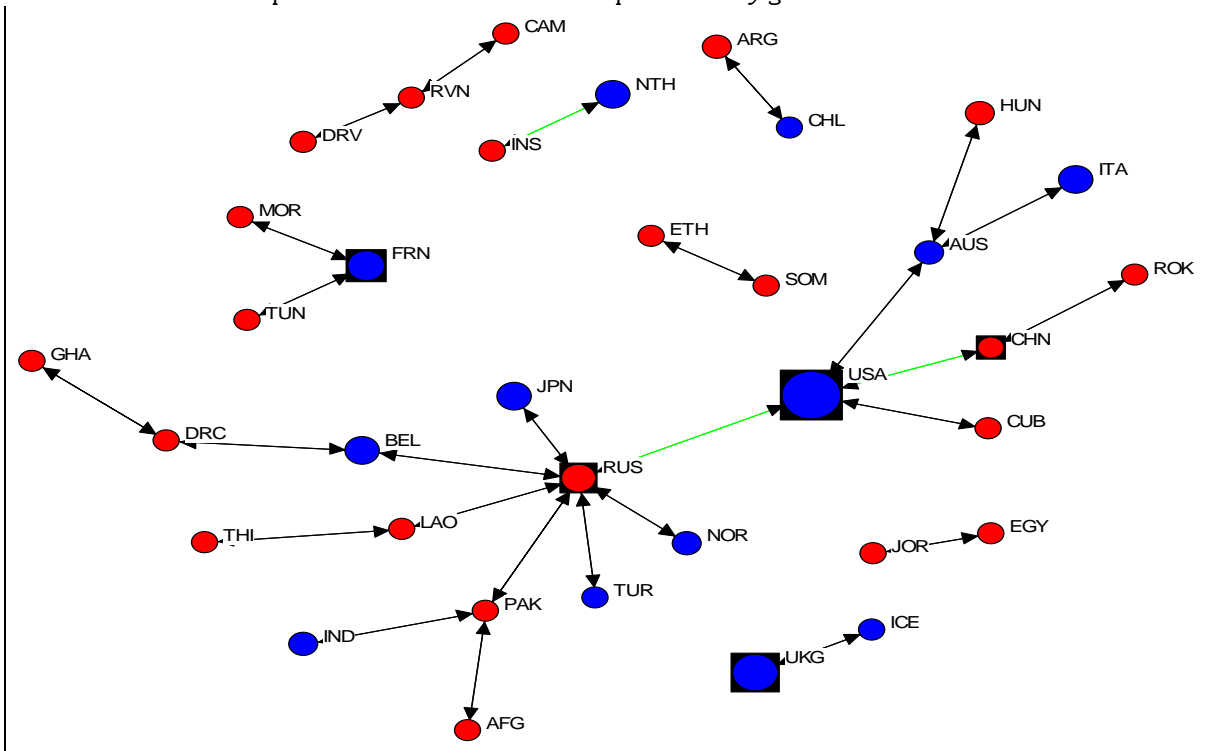 CAM
ARG
RVN
NTH
HUN
CHL
DRV
INS
ITA
MOR
ETH
AUS
FRN
SOM
ROK
TUN
CHN
GHA
USA
JPN
CUB
DRC
BEL
RUS
LAO
THI
NOR
EGY
JOR
TUR
PAK
IND
ICE
UKG
AFG